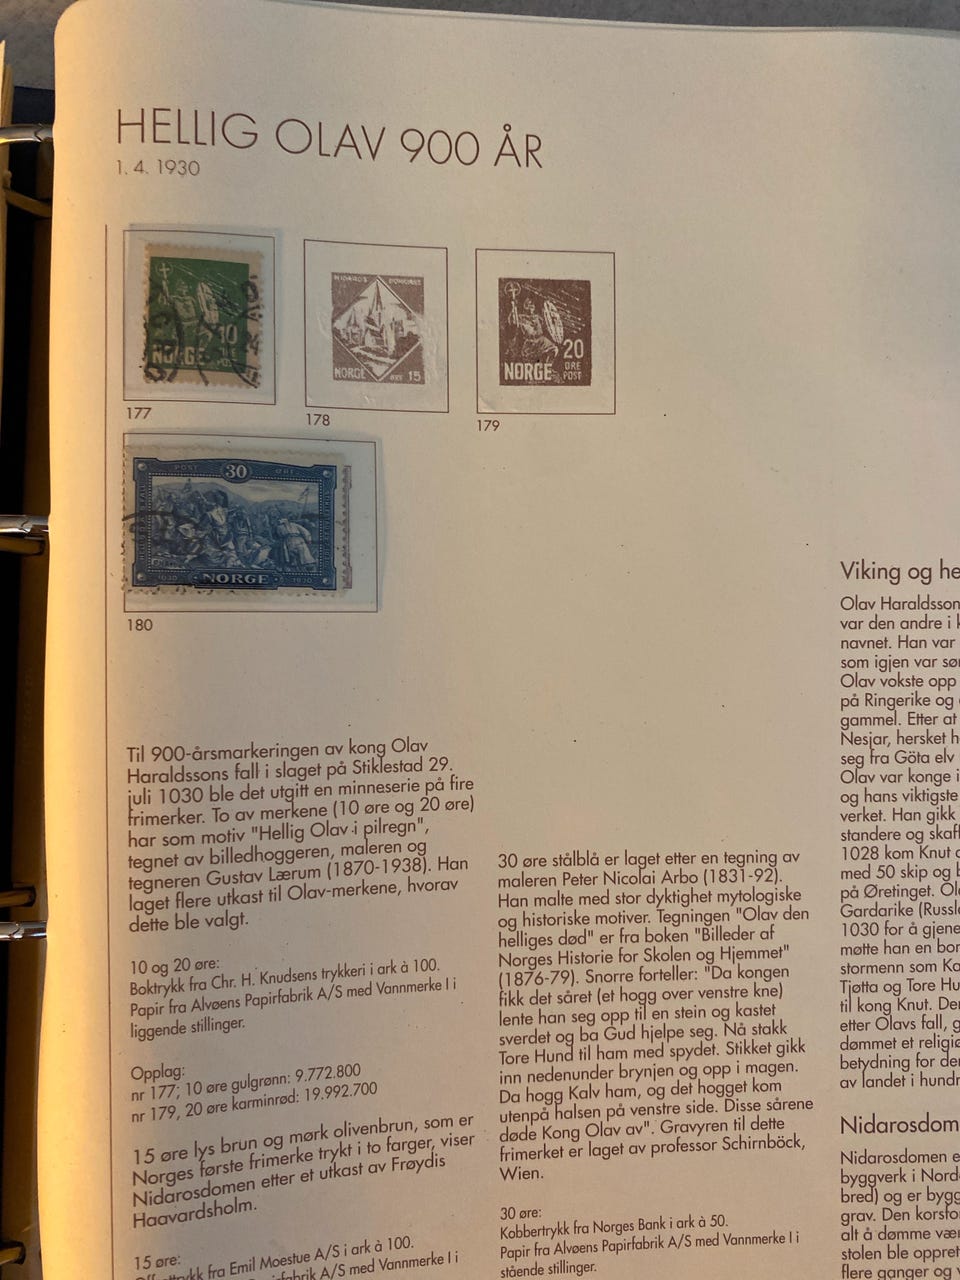 HELLIG OLAV 900 ÅR
1. 4. 1930
10
ØRE
POST
NORGE
177
NIDAROS DOMKIRKE
NORGE ØRE 15
178
20
NORGE ØRE
POST
179
POST 30 ØRE
1030 NORGE 1930
180
Til 900-årsmarkeringen av kong Olav
Haraldssons fall i slaget på Stiklestad 29.
juli 1030 ble det utgitt en minneserie på fire
frimerker. To av merkene (10 øre og 20 øre)
har som motiv "Hellig Olav i pilregn",
tegnet av billedhoggeren, maleren og
tegneren Gustav Lærum (1870-1938). Han
laget flere utkast til Olav-merkene, hvorav
dette ble valgt.
10 og 20 øre:
Boktrykk fra Chr. H. Knudsens trykkeri i ark à 100.
Papir fra Alvøens Papirfabrik A/S med Vannmerke I i
liggende stillinger.
Opplag:
nr 177; 10 øre gulgrønn: 9.772.800
nr 179, 20 øre karminrød: 19.992.700
15 øre lys brun og mørk olivenbrun, som er
Norges første frimerke trykt i to farger, viser
Nidarosdomen etter et utkast av Frøydis
Haavardsholm.
15 øre:
fra Emil Moestue A/S i ark à 100.
A/S med Vannmerke I i
30 øre stålblå er laget etter en tegning av
maleren Peter Nicolai Arbo (1831-92).
Han malte med stor dyktighet mytologiske
og historiske motiver. Tegningen "Olav den
helliges død" er fra boken "Billeder af
Norges Historie for Skolen og Hjemmet"
(1876-79). Snorre forteller: "Da kongen
fikk det såret (et hogg over venstre kne)
lente han seg opp til en stein og kastet
sverdet og ba Gud hjelpe seg. Nå stakk
Tore Hund til ham med spydet. Stikket gikk
inn nedenunder brynjen og opp i magen.
Da hogg Kalv ham, og det hogget kom
utenpå halsen på venstre side. Disse sårene
døde Kong Olav av". Gravyren til dette
frimerket er laget av professor Schirnböck,
Wien.
30 øre:
Kobbertrykk fra Norges Bank i ark à 50.
Papir fra Alvøens Papirfabrik A/S med Vannmerke I i
stående stillinger.
Viking og he
Olav Haraldsson
var den andre i k
navnet. Han var
som igjen var sø
Olav vokste opp
på Ringerike og
gammel. Etter at
Nesjar, hersket h
seg fra Göta elv
Olav var konge i
og hans viktigste
verket. Han gikk
standere og skaf
1028 kom Knut
med 50 skip og
på Øretinget. Ol
Gardarike (Russl
1030 for å gjene
møtte han en bon
stormenn som Ka
Tjøtta og Tore Hu
til kong Knut. De
etter Olavs fall, g
dømmet et religiø
betydning for de
av landet i hundr
Nidarosdom
Nidarosdomen e
byggverk i Nord
bred) og er bygg
grav. Den korsfo
alt å dømme vær
stolen ble oppret
flere ganger og